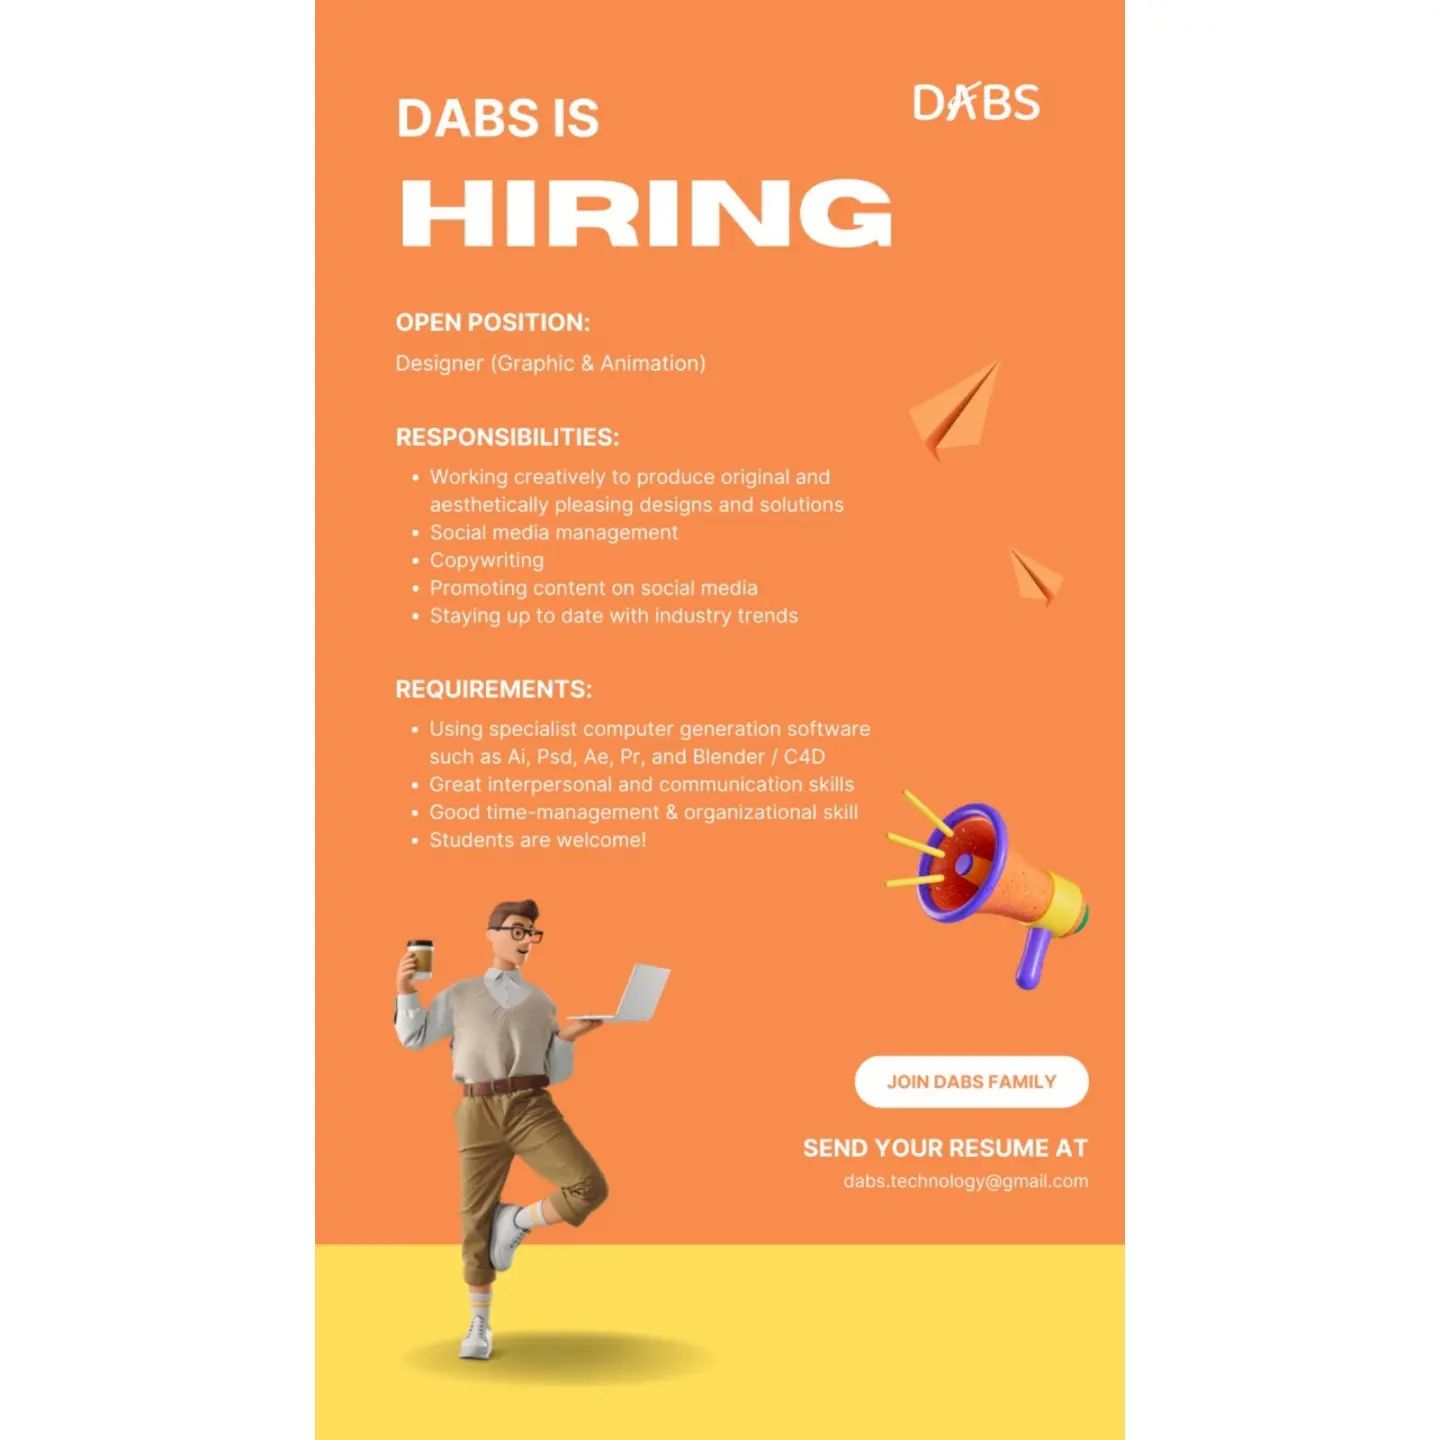 DABS IS
DABS
HIRING
OPEN POSITION:
Designer (Graphic & Animation)
RESPONSIBILITIES:
• Working creatively to produce original and
aesthetically pleasing designs and solutions
• Social media management
• Copywriting
• Promoting content on social media
• Staying up to date with industry trends
REQUIREMENTS:
• Using specialist computer generation software
such as Ai, Psd, Ae, Pr, and Blender / C4D
• Great interpersonal and communication skills
• Good time-management & organizational skill
• Students are welcome!
JOIN DABS FAMILY
SEND YOUR RESUME AT
dabs.technology@gmail.com